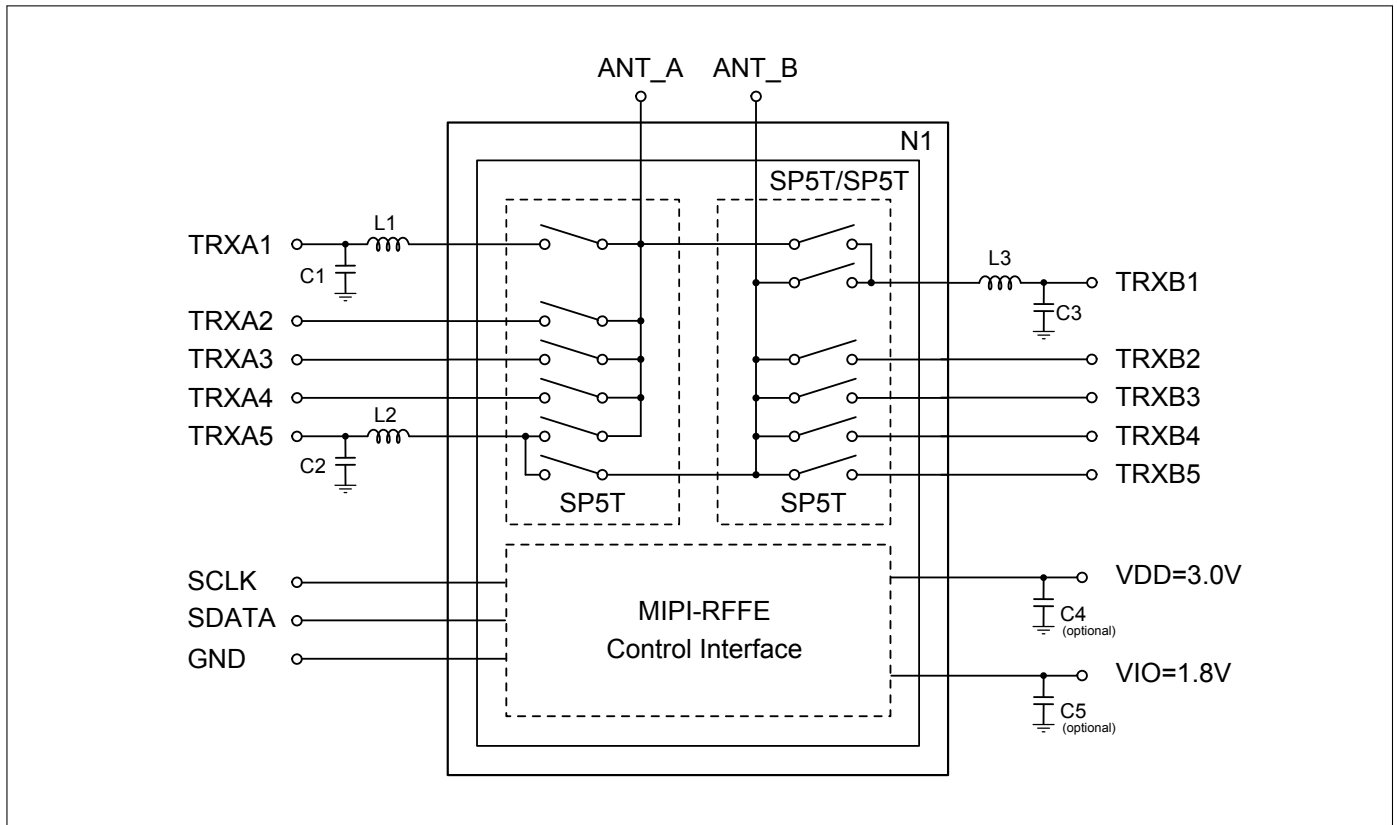 ANT_A ANT_B
N1
SP5T/SP5T
L1
TRXA1
C1
L3
TRXB1
C3
TRXA2
TRXA3
TRXA4
L2
TRXA5
C2
TRXB2
TRXB3
TRXB4
TRXB5
SP5T SP5T
SCLK
SDATA
GND
MIPI-RFFE
Control Interface
VDD=3.0V
C4
(optional)
VIO=1.8V
C5
(optional)